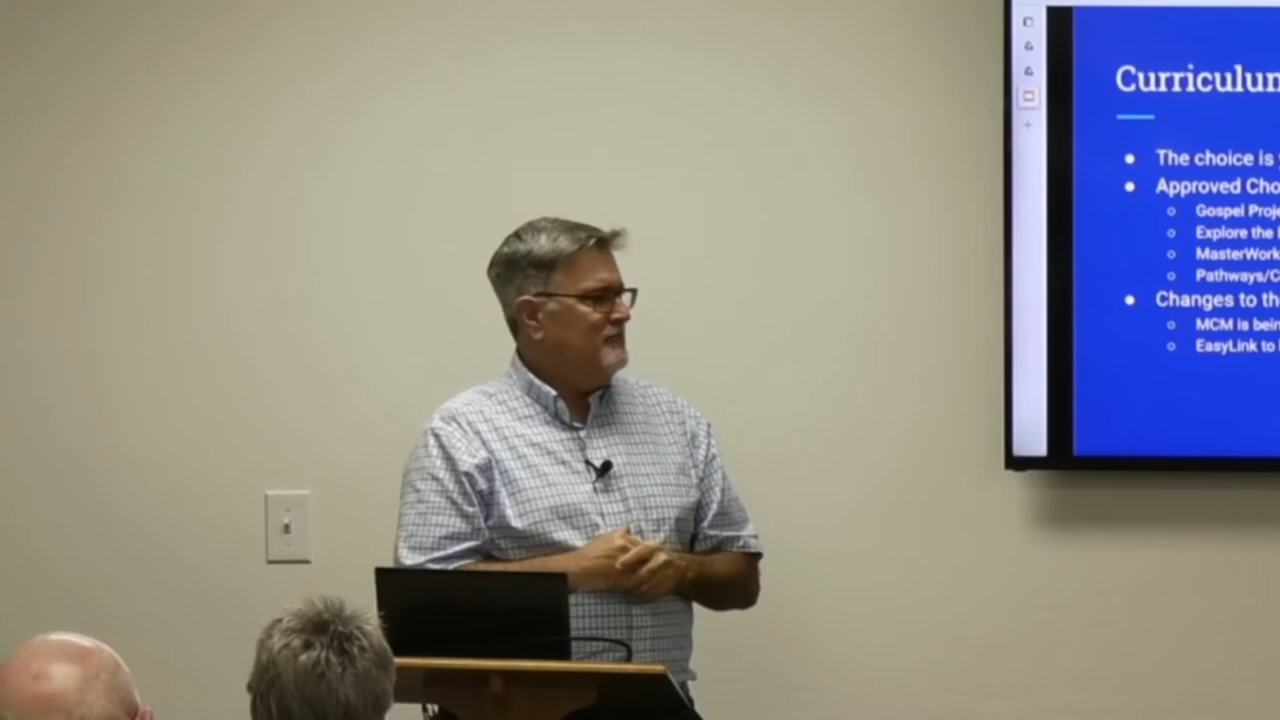 Curriculum
The choice is
Approved Cho
Gospel Proje
Explore the
MasterWork
Pathways/C
Changes to th
MCM is bein
EasyLink to